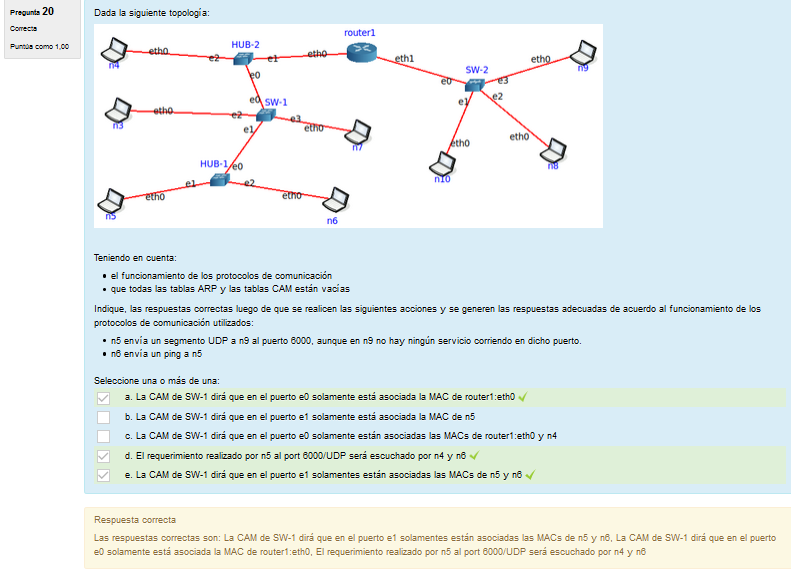 Pregunta 20
Correcta
Puntúa como 1,00
Dada la siguiente topología:
router1
HUB-2
eth0
e2
e1
eth0
eth1
n4
e0
SW-2
eth0
n9
e0
e3
e0
SW-1
e1
e2
eth0
e2
e3
n3
eth0
e1
n7
eth0
eth0
HUB-1
e0
n10
n8
e1
e2
eth0
eth0
n5
n6
Teniendo en cuenta:
• el funcionamiento de los protocolos de comunicación
• que todas las tablas ARP y las tablas CAM están vacías
Indique, las respuestas correctas luego de que se realicen las siguientes acciones y se generen las respuestas adecuadas de acuerdo al funcionamiento de los
protocolos de comunicación utilizados:
• n5 envía un segmento UDP a n9 al puerto 6000, aunque en n9 no hay ningún servicio corriendo en dicho puerto.
• n6 envía un ping a n5
Seleccione una o más de una:
a. La CAM de SW-1 dirá que en el puerto e0 solamente está asociada la MAC de router1:eth0
b. La CAM de SW-1 dirá que en el puerto e1 solamente está asociada la MAC de n5
c. La CAM de SW-1 dirá que en el puerto e0 solamente están asociadas las MACs de router1:eth0 y n4
d. El requerimiento realizado por n5 al port 6000/UDP será escuchado por n4 y n6
e. La CAM de SW-1 dirá que en el puerto e1 solamentes están asociadas las MACs de n5 y n6
Respuesta correcta
Las respuestas correctas son: La CAM de SW-1 dirá que en el puerto e1 solamentes están asociadas las MACs de n5 y n6, La CAM de SW-1 dirá que en el puerto
e0 solamente está asociada la MAC de router1:eth0, El requerimiento realizado por n5 al port 6000/UDP será escuchado por n4 y n6